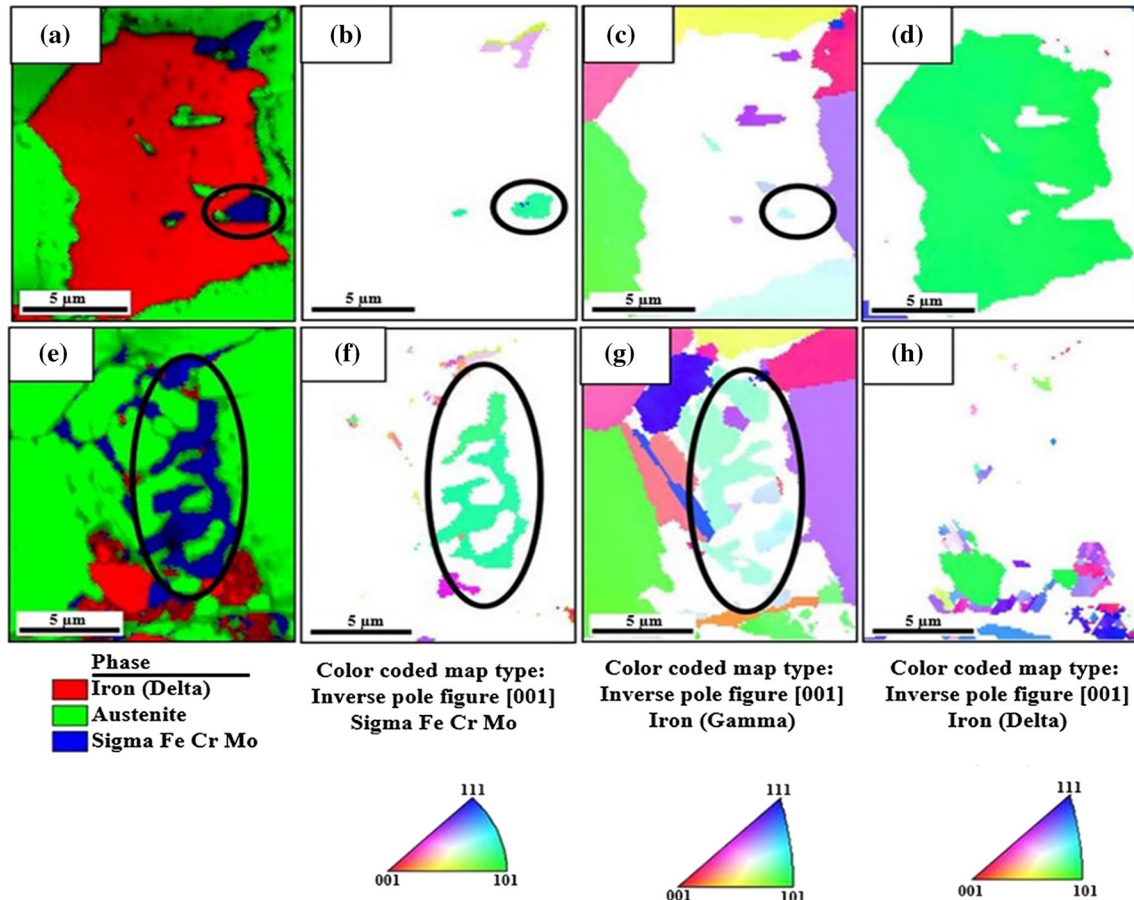 (a)
(b)
(c)
(d)
5 µm
5 µm
5 µm
5 µm
(e)
(f)
(g)
(h)
5 µm
5 µm
5 µm
5 µm
Phase
Iron (Delta)
Austenite
Sigma Fe Cr Mo
Color coded map type:
Inverse pole figure [001]
Sigma Fe Cr Mo
Color coded map type:
Inverse pole figure [001]
Iron (Gamma)
Color coded map type:
Inverse pole figure [001]
Iron (Delta)
111
001
101
111
001
101
111
001
101